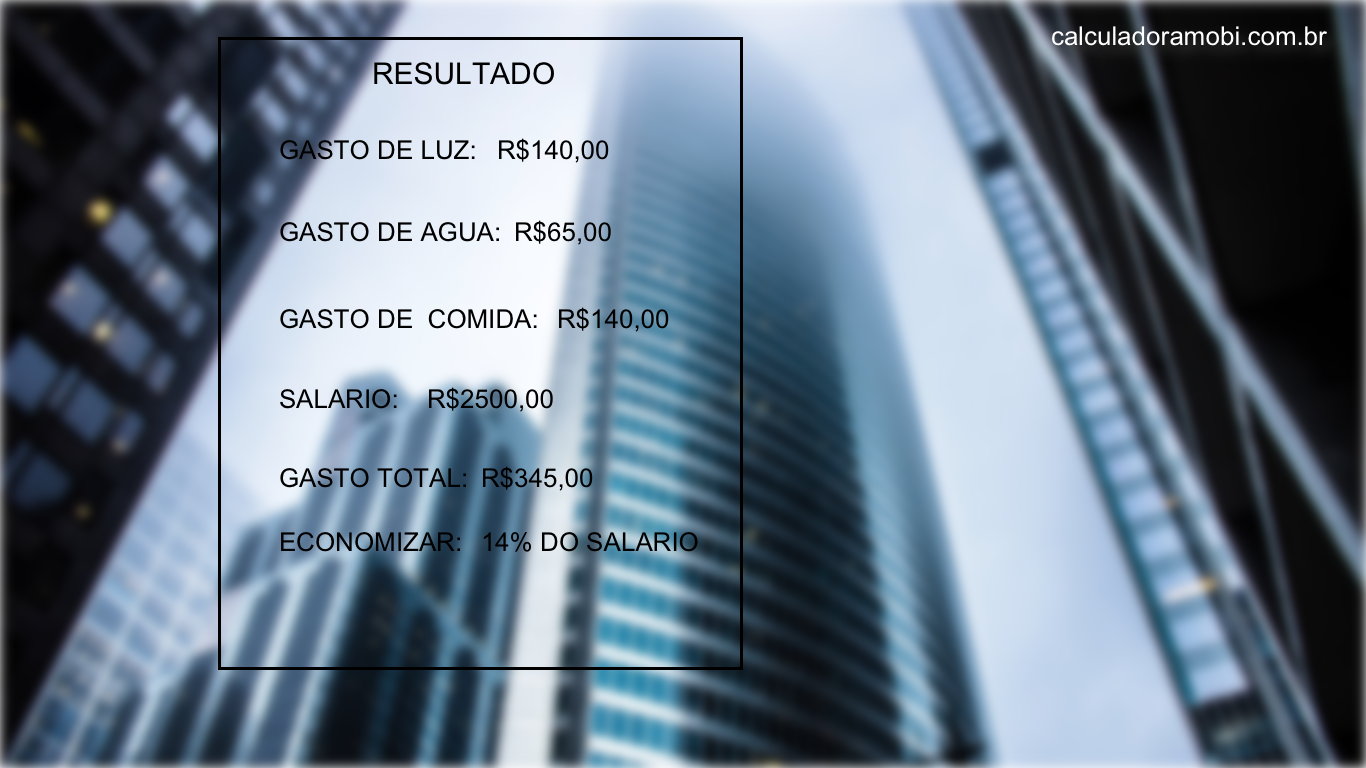 calculadoramobi.com.br
RESULTADO
GASTO DE LUZ: R$140,00
GASTO DE AGUA: R$65,00
GASTO DE COMIDA: R$140,00
SALARIO: R$2500,00
GASTO TOTAL: R$345,00
ECONOMIZAR: 14% DO SALARIO